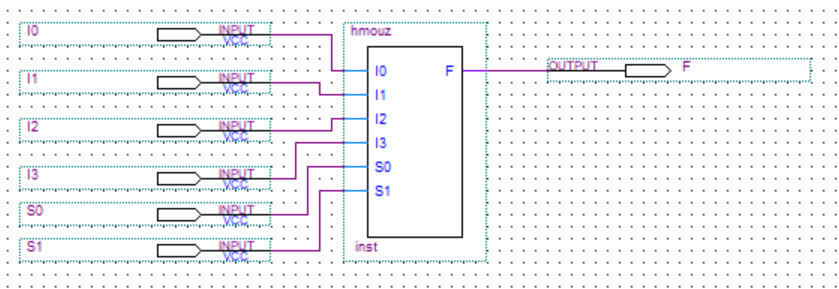 I0 INPUT VCC
I1 INPUT VCC
I2 INPUT VCC
I3 INPUT VCC
S0 INPUT VCC
S1 INPUT VCC
hmouz
I0 F
I1
I2
I3
S0
S1
inst
OUTPUT F